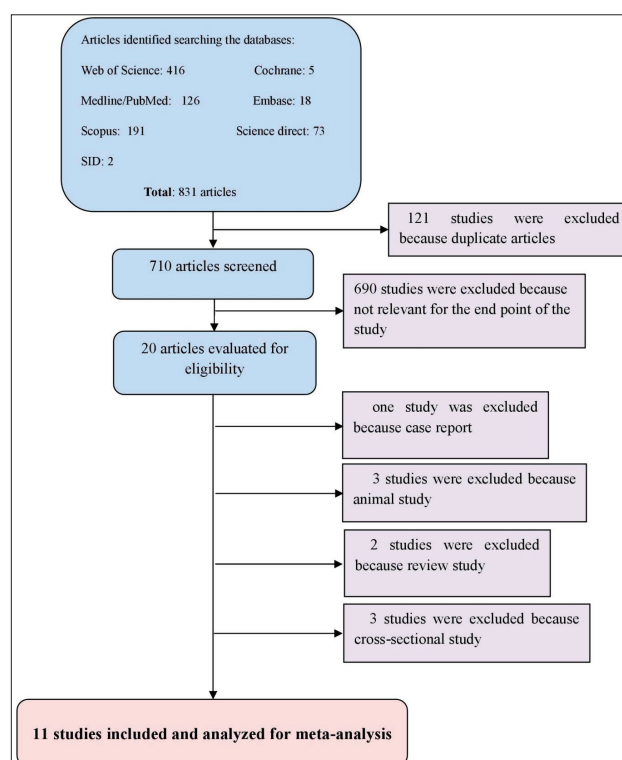 Articles identified searching the databases:
Web of Science: 416 Cochrane: 5
Medline/PubMed: 126 Embase: 18
Scopus: 191 Science direct: 73
SID: 2
Total: 831 articles
121 studies were excluded
because duplicate articles
710 articles screened
690 studies were excluded because
not relevant for the end point of the
study
20 articles evaluated for
eligibility
one study was excluded
because case report
3 studies were excluded because
animal study
2 studies were excluded
because review study
3 studies were excluded because
cross-sectional study
11 studies included and analyzed for meta-analysis